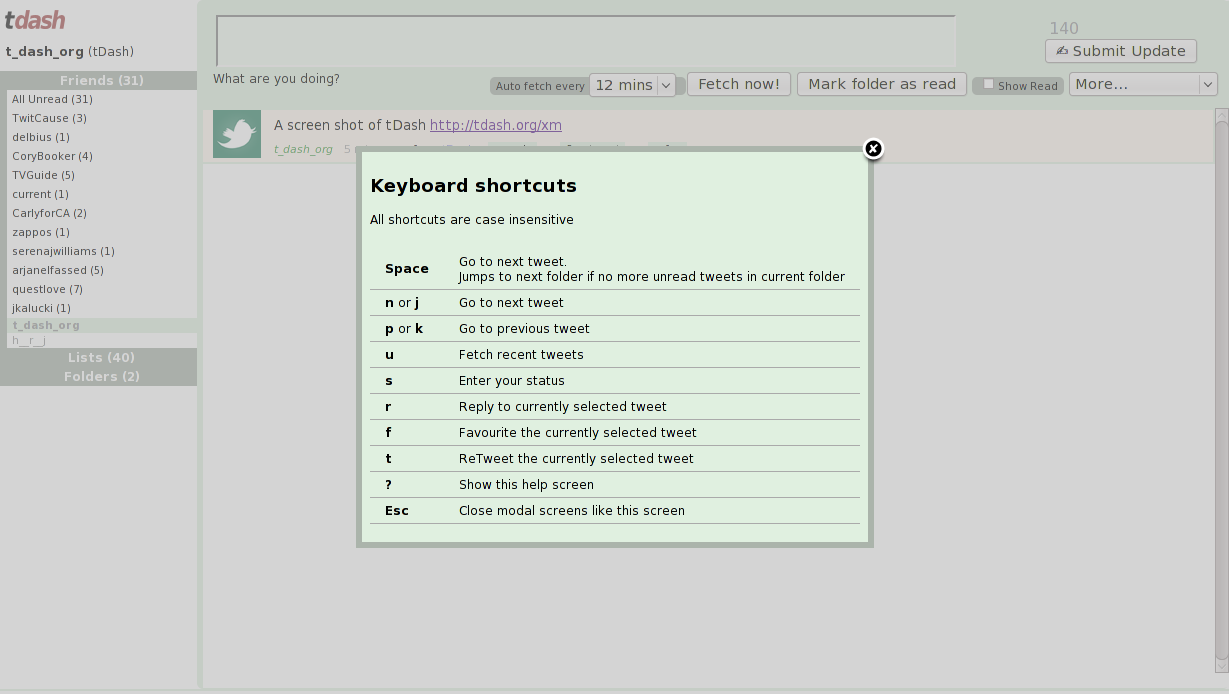 tdash
t_dash_org (tDash)
Friends (31)
All Unread (31)
TwitCause (3)
delbius (1)
CoryBooker (4)
TVGuide (5)
current (1)
CarlyforCA (2)
zappos (1)
serenajwilliams (1)
arjanelfassed (5)
questlove (7)
jkalucki (1)
t_dash_org
h__r__j
Lists (40)
Folders (2)
140
Submit Update
What are you doing?
Auto fetch every 12 mins Fetch now! Mark folder as read Show Read More...
A screen shot of tDash http://tdash.org/xm
t_dash_org 5
Keyboard shortcuts
All shortcuts are case insensitive
Space Go to next tweet.
Jumps to next folder if no more unread tweets in current folder
n or j Go to next tweet
p or k Go to previous tweet
u Fetch recent tweets
s Enter your status
r Reply to currently selected tweet
f Favourite the currently selected tweet
t ReTweet the currently selected tweet
? Show this help screen
Esc Close modal screens like this screen